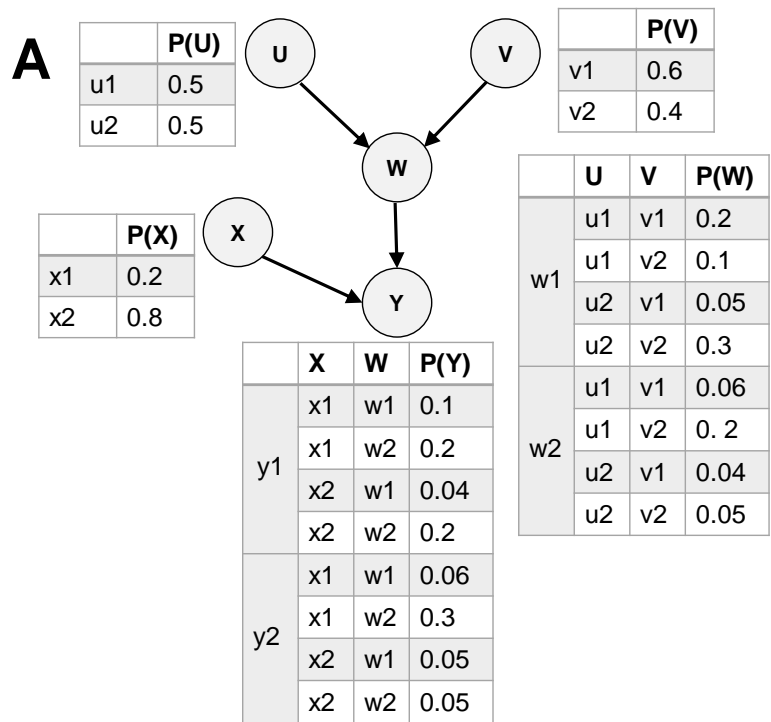 A
P(U)
u1 0.5
u2 0.5
U
V
P(V)
v1 0.6
v2 0.4
W
P(X)
x1 0.2
x2 0.8
X
Y
U V P(W)
w1
u1 v1 0.2
u1 v2 0.1
u2 v1 0.05
u2 v2 0.3
w2
u1 v1 0.06
u1 v2 0. 2
u2 v1 0.04
u2 v2 0.05
X W P(Y)
y1
x1 w1 0.1
x1 w2 0.2
x2 w1 0.04
x2 w2 0.2
y2
x1 w1 0.06
x1 w2 0.3
x2 w1 0.05
x2 w2 0.05